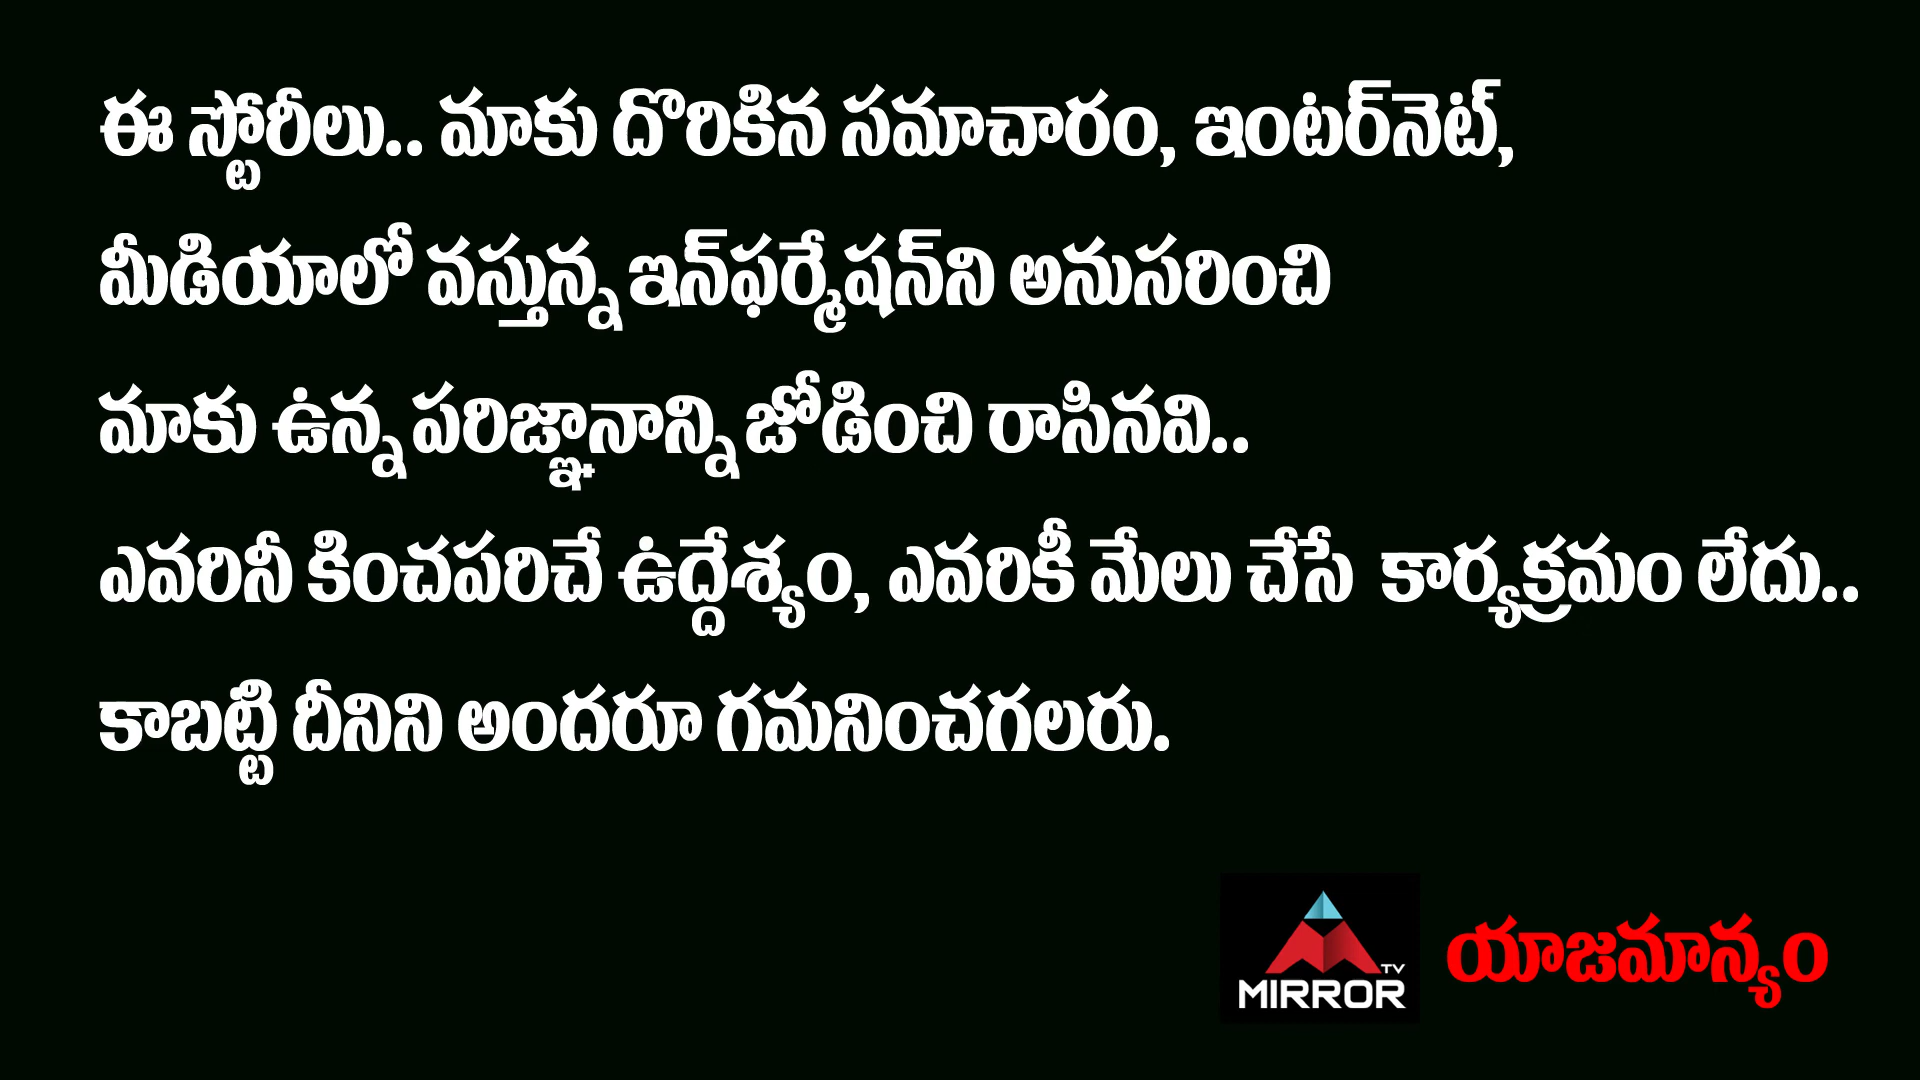 ఈ స్టోరీలు.. మాకు దొరికిన సమాచారం, ఇంటర్‌నెట్,
మీడియాలో వస్తున్న ఇన్‌ఫర్మేషన్‌ని అనుసరించి
మాకు ఉన్న పరిజ్ఞానాన్ని జోడించి రాసినవి..
ఎవరినీ కించపరిచే ఉద్దేశ్యం, ఎవరికీ మేలు చేసే కార్యక్రమం లేదు..
కాబట్టి దీనిని అందరూ గమనించగలరు.
TV
MIRROR
యాజమాన్యం